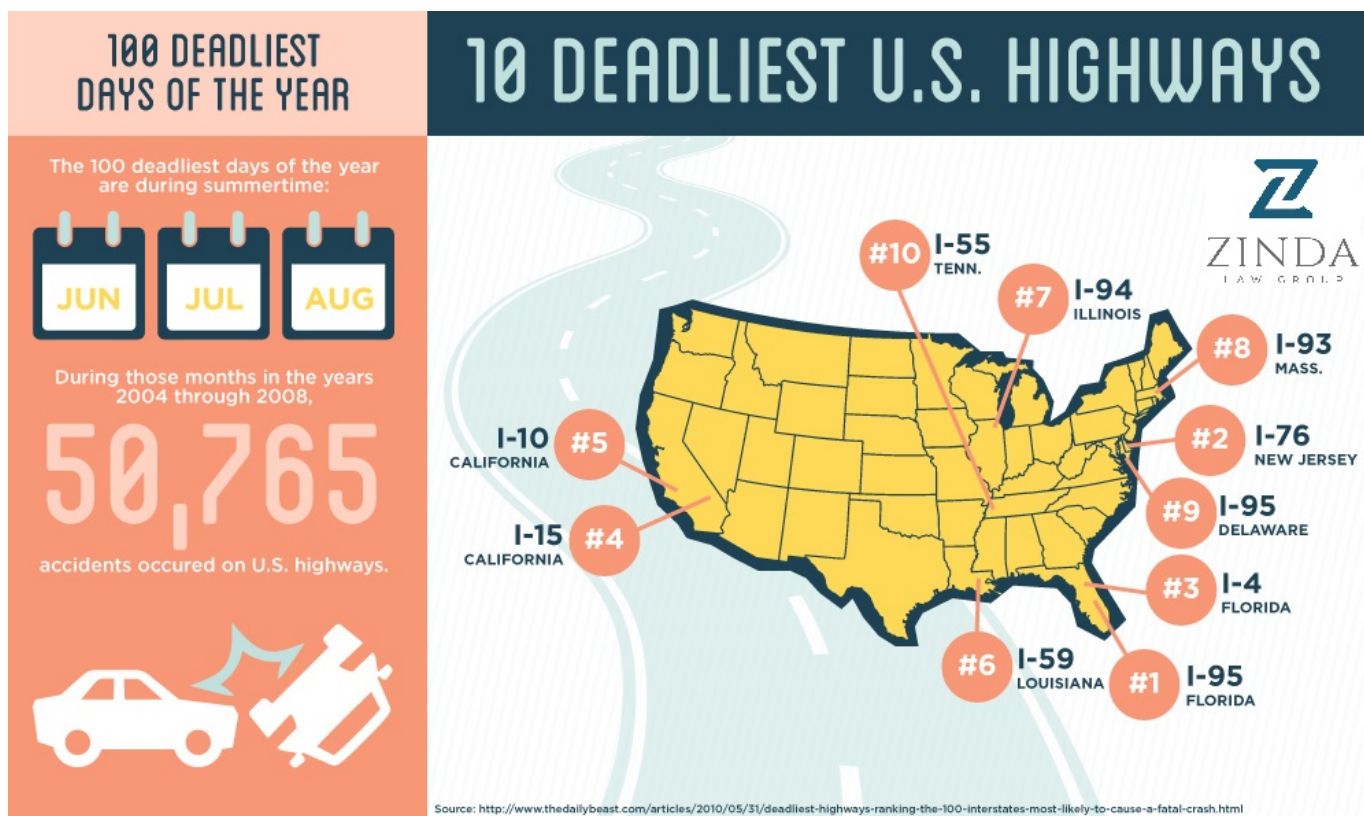 100 DEADLIEST
DAYS OF THE YEAR
The 100 deadliest days of the year
are during summertime:
JUN
JUL
AUG
During those months in the years
2004 through 2008,
50,765
accidents occured on U.S. highways.
10 DEADLIEST U.S. HIGHWAYS
ZINDA
LAW GROUP
#10
I-55
TENN.
#7
I-94
ILLINOIS
#8
I-93
MASS.
#5
I-10
CALIFORNIA
#2
I-76
NEW JERSEY
#4
I-15
CALIFORNIA
#9
I-95
DELAWARE
#3
I-4
FLORIDA
#6
I-59
LOUISIANA
#1
I-95
FLORIDA
Source: http://www.thedailybeast.com/articles/2010/05/31/deadliest-highways-ranking-the-100-interstates-most-likely-to-cause-a-fatal-crash.html